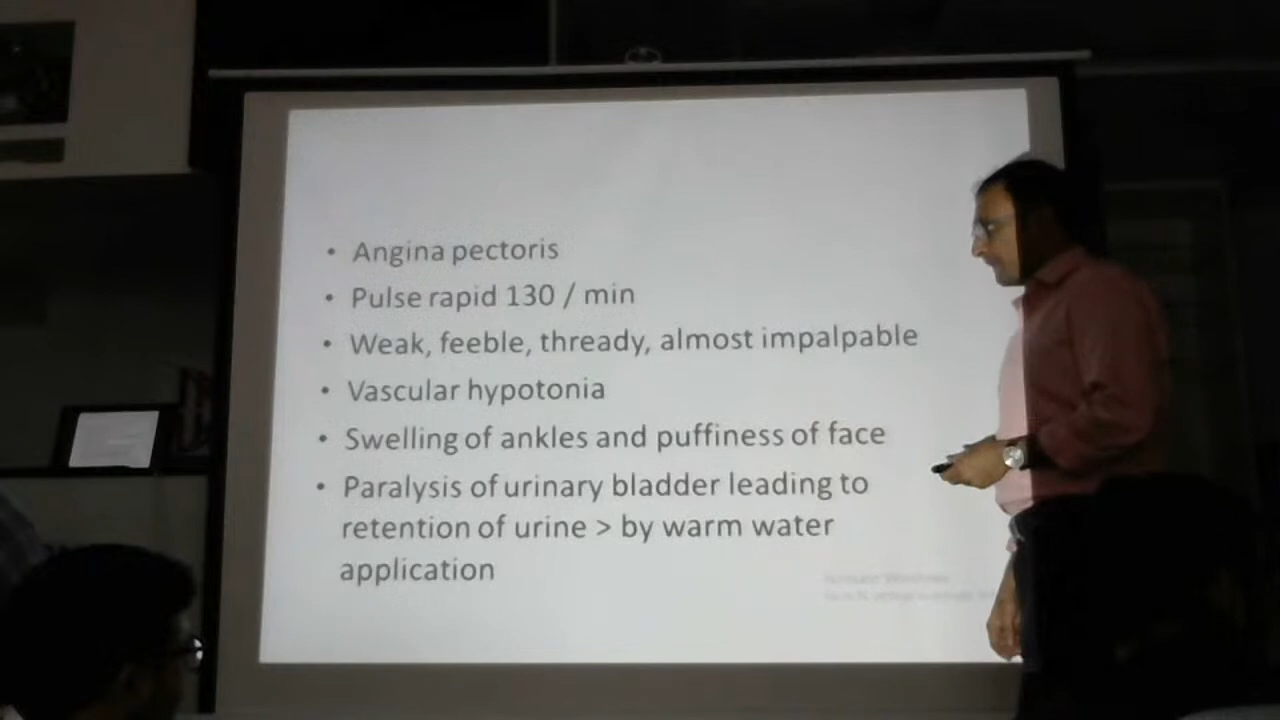 • Angina pectoris
• Pulse rapid 130 / min
• Weak, feeble, thready, almost impalpable
• Vascular hypotonia
• Swelling of ankles and puffiness of face
• Paralysis of urinary bladder leading to
retention of urine > by warm water
application